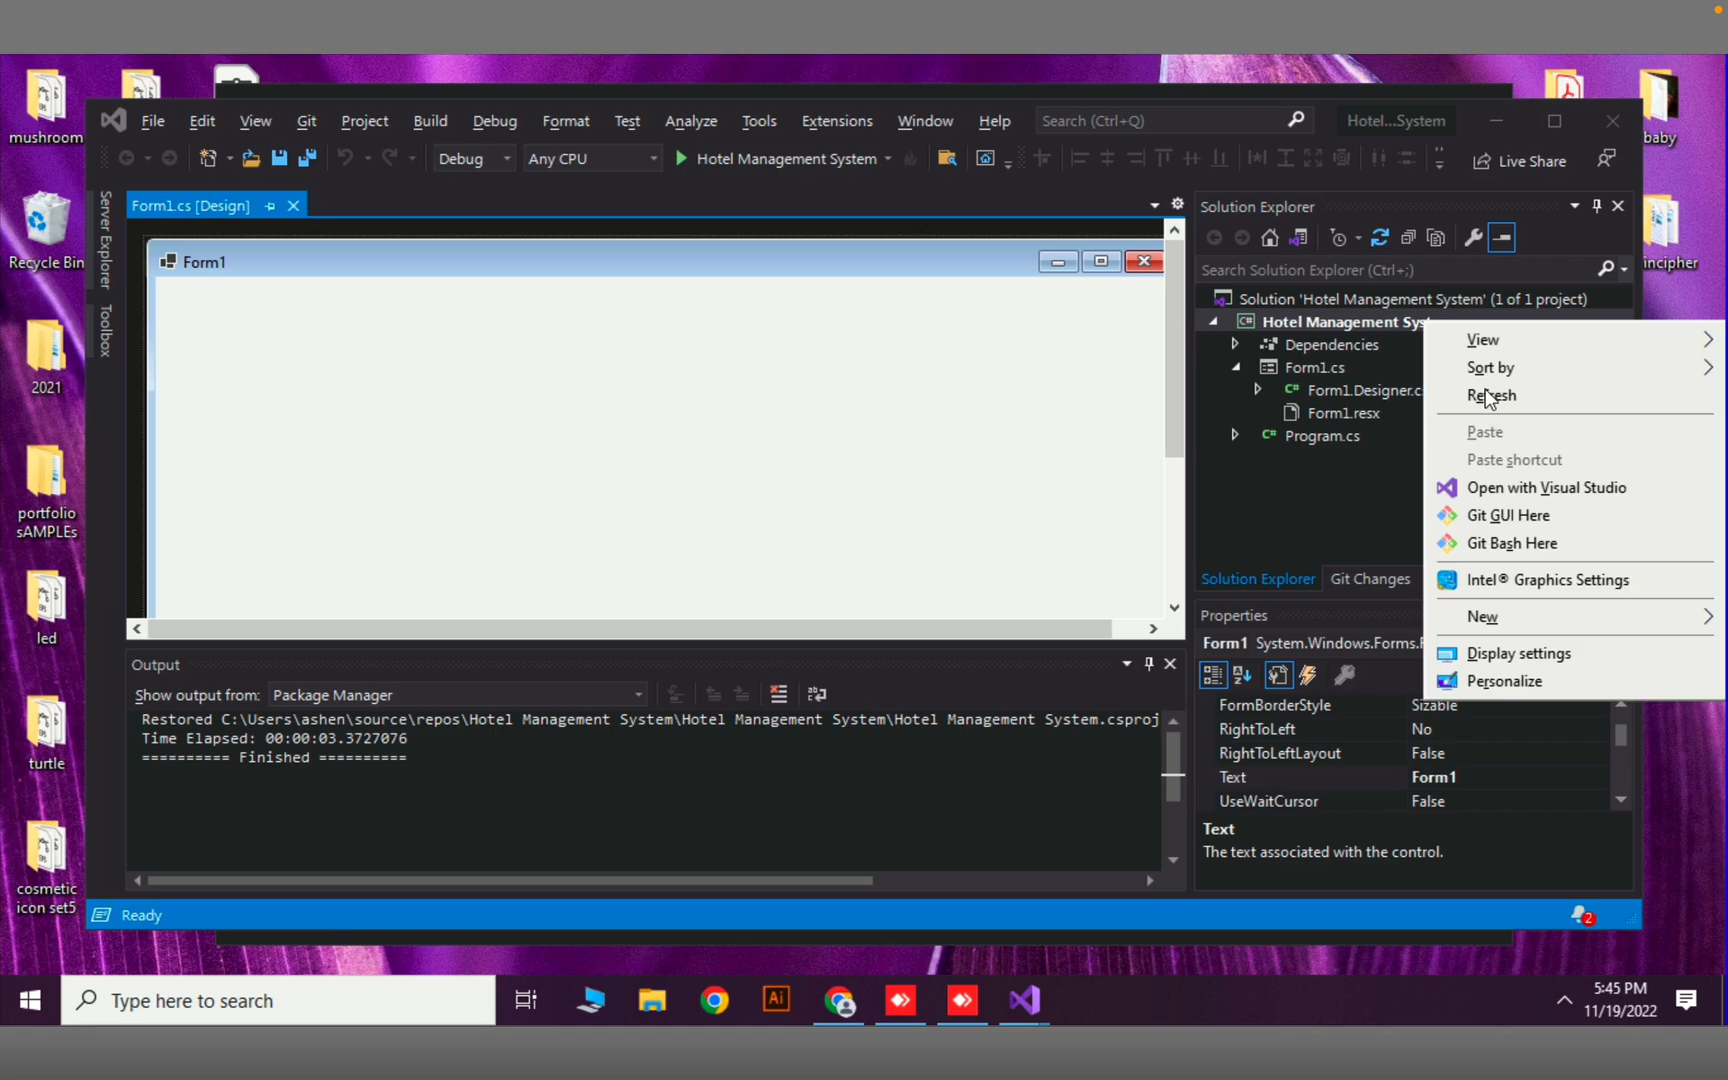 mushroom
Recycle Bin
2021
portfolio
sAMPLEs
led
turtle
cosmetic
icon set5
baby
incipher
File Edit View Git Project Build Debug Format Test Analyze Tools Extensions Window Help Search (Ctrl+Q) Hotel...System
Debug Any CPU Hotel Management System Live Share
Server Explorer
Toolbox
Form1.cs [Design]
Form1
Solution Explorer
Search Solution Explorer (Ctrl+;)
Solution 'Hotel Management System' (1 of 1 project)
Hotel Management Syst
Dependencies
Form1.cs
Form1.Designer.c
Form1.resx
Program.cs
Solution Explorer Git Changes
View
Sort by
Refresh
Paste
Paste shortcut
Open with Visual Studio
Git GUI Here
Git Bash Here
Intel® Graphics Settings
New
Display settings
Personalize
Properties
Form1 System.Windows.Forms.F
FormBorderStyle Sizable
RightToLeft No
RightToLeftLayout False
Text Form1
UseWaitCursor False
Text
The text associated with the control.
Output
Show output from: Package Manager
Restored C:\Users\ashen\source\repos\Hotel Management System\Hotel Management System\Hotel Management System.csproj
Time Elapsed: 00:00:03.3727076
========== Finished ==========
Ready
2
Type here to search
Ai
5:45 PM
11/19/2022